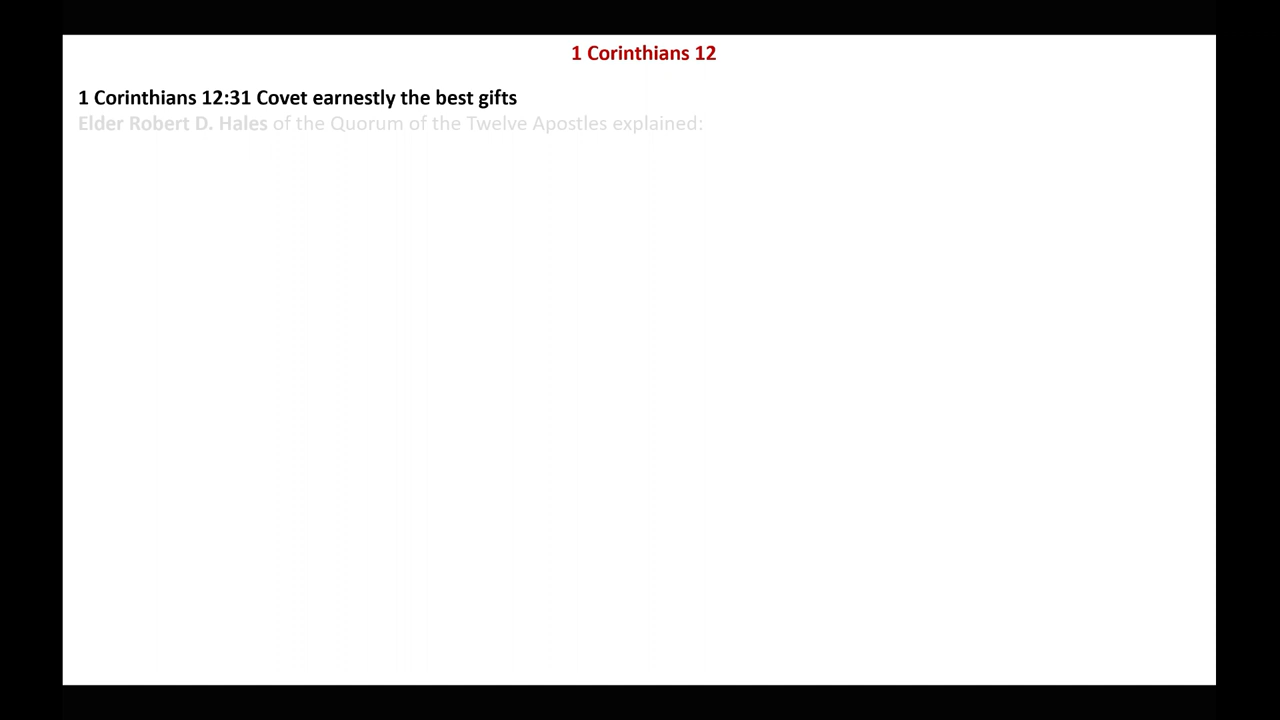 1 Corinthians 12
1 Corinthians 12:31 Covet earnestly the best gifts
Elder Robert D. Hales of the Quorum of the Twelve Apostles explained: